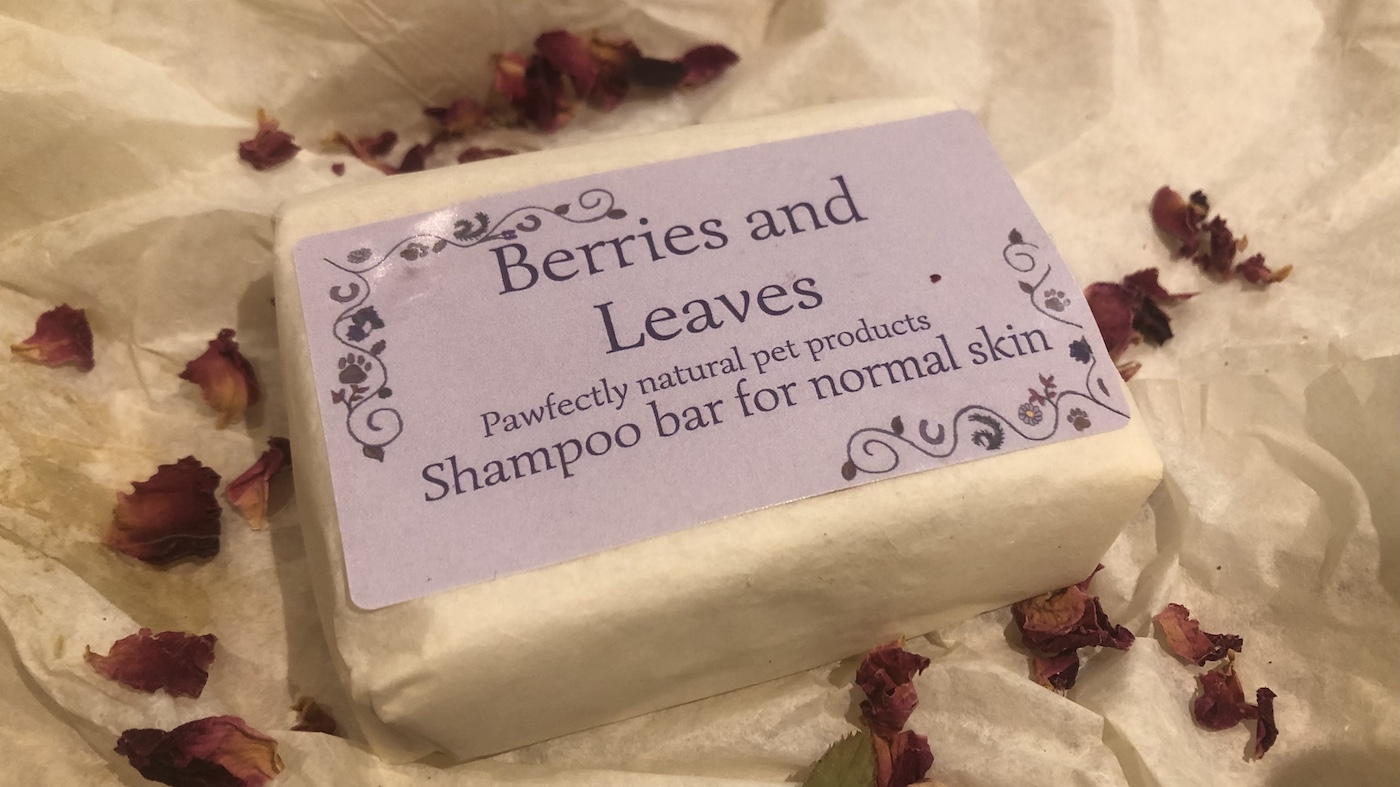 Berries and
Leaves
Pawfectly natural pet products
Shampoo bar for normal skin